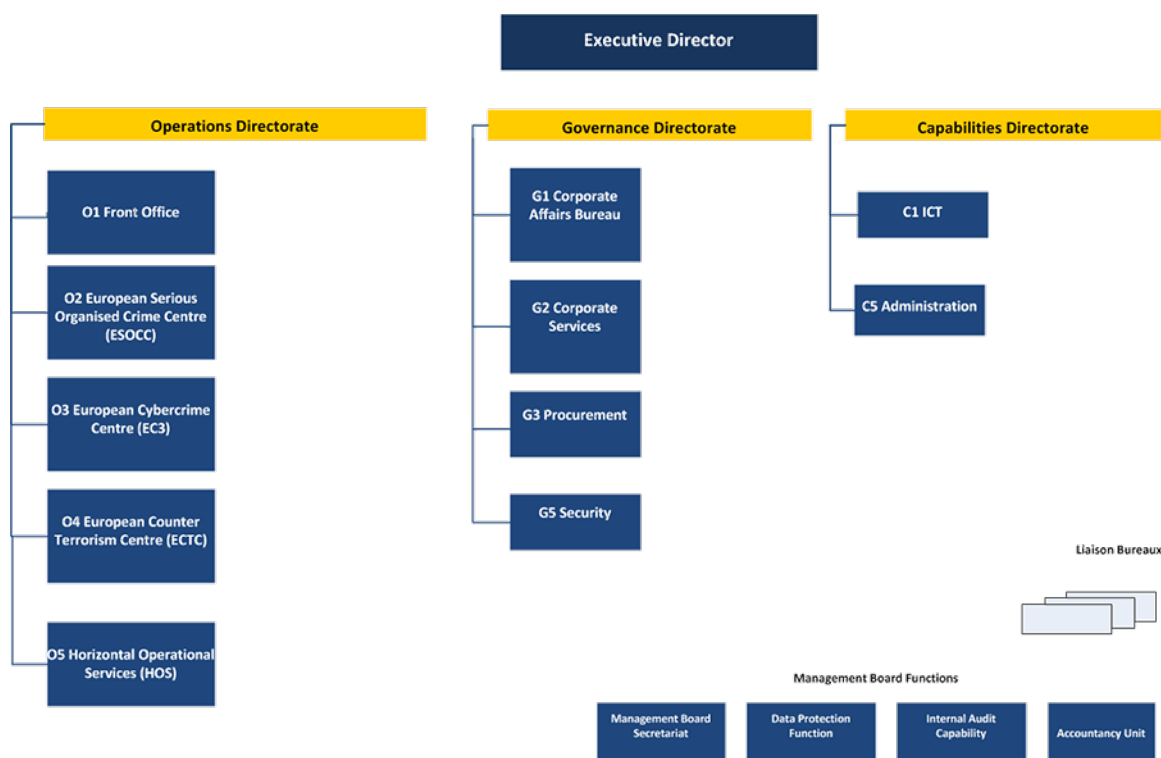 Executive Director
Operations Directorate
Governance Directorate
Capabilities Directorate
O1 Front Office
O2 European Serious
Organised Crime Centre
(ESOCC)
O3 European Cybercrime
Centre (EC3)
O4 European Counter
Terrorism Centre (ECTC)
O5 Horizontal Operational
Services (HOS)
G1 Corporate
Affairs Bureau
G2 Corporate
Services
G3 Procurement
G5 Security
C1 ICT
C5 Administration
Liaison Bureaux
Management Board Functions
Management Board
Secretariat
Data Protection
Function
Internal Audit
Capability
Accountancy Unit